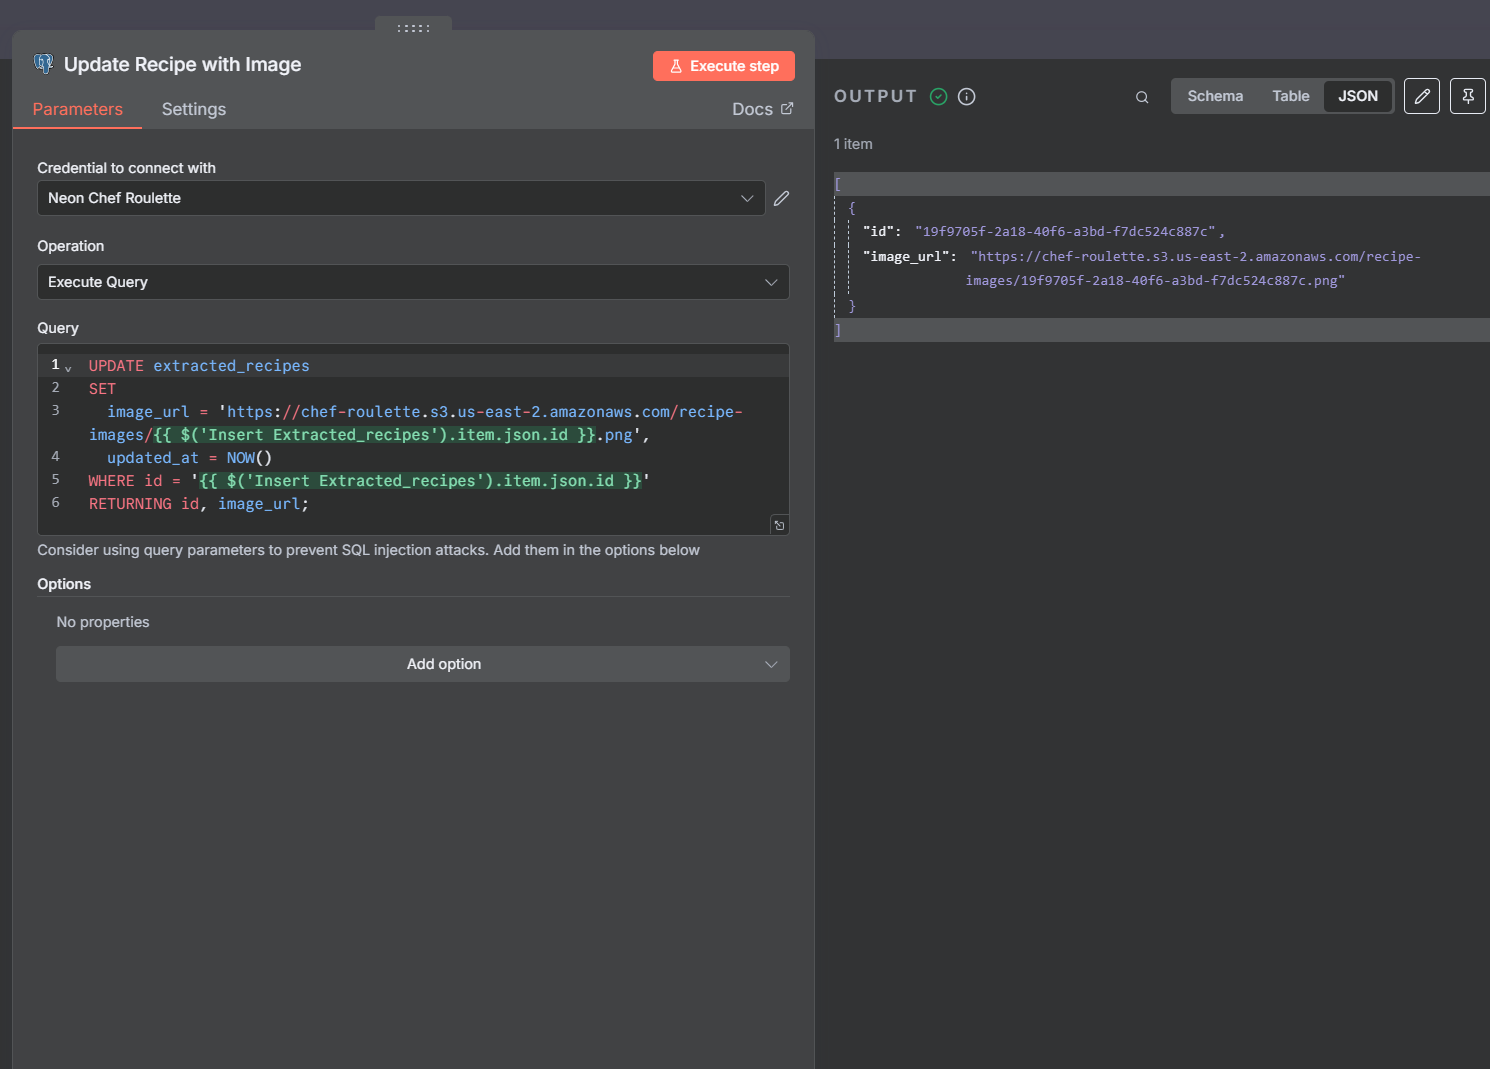 Update Recipe with Image
Execute step
Parameters
Settings
Docs
Credential to connect with
Neon Chef Roulette
Operation
Execute Query
Query
1 UPDATE extracted_recipes
2 SET
3 image_url = 'https://chef-roulette.s3.us-east-2.amazonaws.com/recipe-
images/{{ $('Insert Extracted_recipes').item.json.id }}.png',
4 updated_at = NOW()
5 WHERE id = '{{ $('Insert Extracted_recipes').item.json.id }}'
6 RETURNING id, image_url;
Consider using query parameters to prevent SQL injection attacks. Add them in the options below
Options
No properties
Add option
OUTPUT
Schema
Table
JSON
1 item
[
{
"id": "19f9705f-2a18-40f6-a3bd-f7dc524c887c",
"image_url": "https://chef-roulette.s3.us-east-2.amazonaws.com/recipe-
images/19f9705f-2a18-40f6-a3bd-f7dc524c887c.png"
}
]